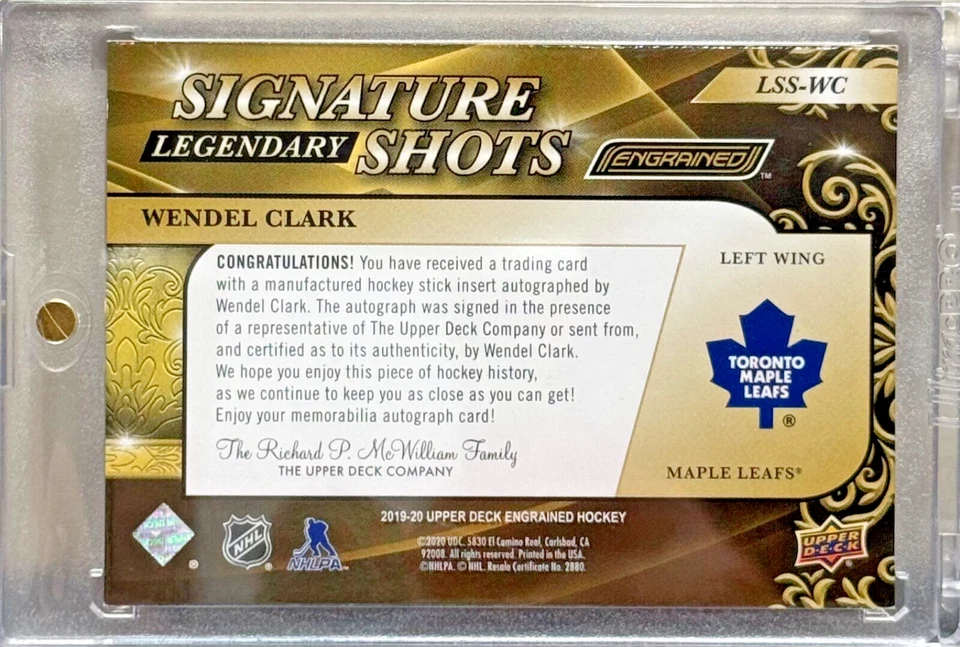 SIGNATURE
LEGENDARY SHOTS
ENGRAINED™
LSS-WC
WENDEL CLARK
CONGRATULATIONS! You have received a trading card
with a manufactured hockey stick insert autographed by
Wendel Clark. The autograph was signed in the presence
of a representative of The Upper Deck Company or sent from,
and certified as to its authenticity, by Wendel Clark.
We hope you enjoy this piece of hockey history,
as we continue to keep you as close as you can get!
Enjoy your memorabilia autograph card!
The Richard P. McWilliam Family
THE UPPER DECK COMPANY
LEFT WING
TORONTO
MAPLE
LEAFS
®
MAPLE LEAFS®
2019-20 UPPER DECK ENGRAINED HOCKEY
©2020 UDC. 5830 El Camino Real, Carlsbad, CA
92008. All rights reserved. Printed in the USA.
©NHLPA. © NHL. Resale Certificate No. 2880.
®
NHL
®
NHLPA
UPPER
D·E·C·K
®